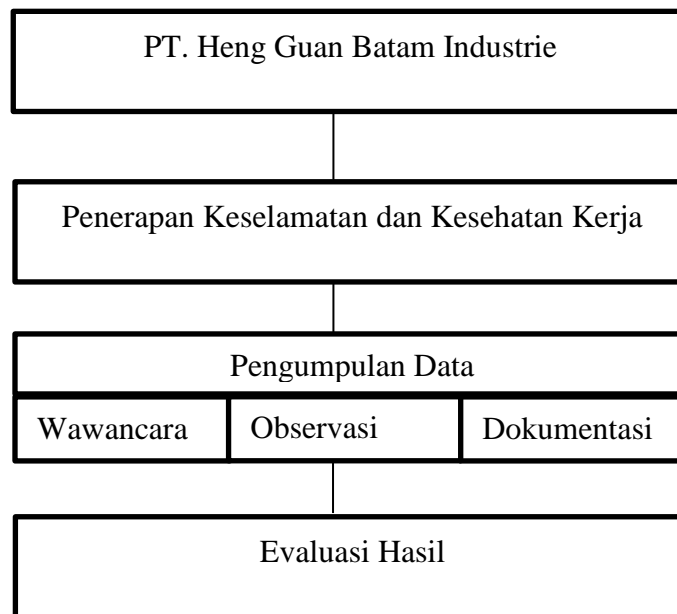 PT. Heng Guan Batam Industrie
Penerapan Keselamatan dan Kesehatan Kerja
Pengumpulan Data
Wawancara
Observasi
Dokumentasi
Evaluasi Hasil